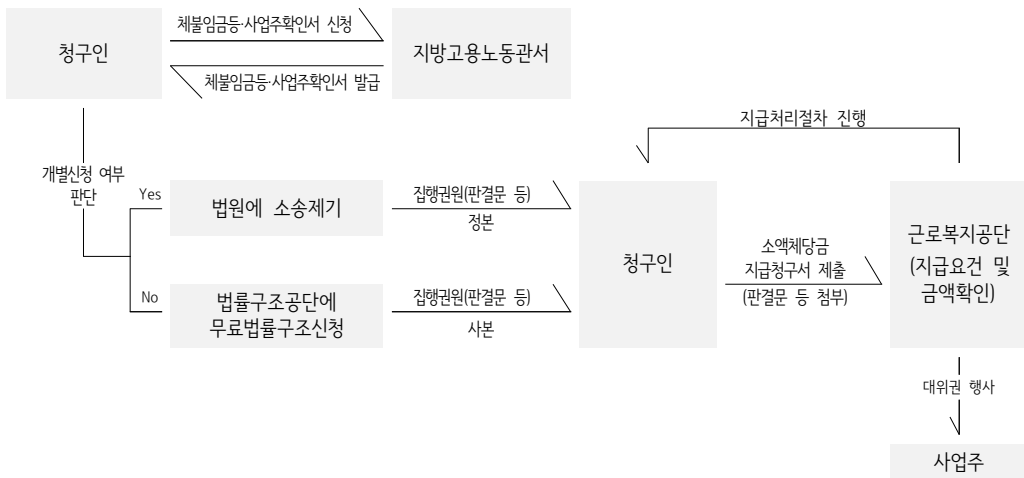 청구인
체불임금등·사업주확인서 신청
체불임금등·사업주확인서 발급
지방고용노동관서
개별신청 여부
판단
Yes
No
법원에 소송제기
법률구조공단에
무료법률구조신청
집행권원(판결문 등)
정본
집행권원(판결문 등)
사본
지급처리절차 진행
청구인
소액체당금
지급청구서 제출
(판결문 등 첨부)
근로복지공단
(지급요건 및
금액확인)
대위권 행사
사업주